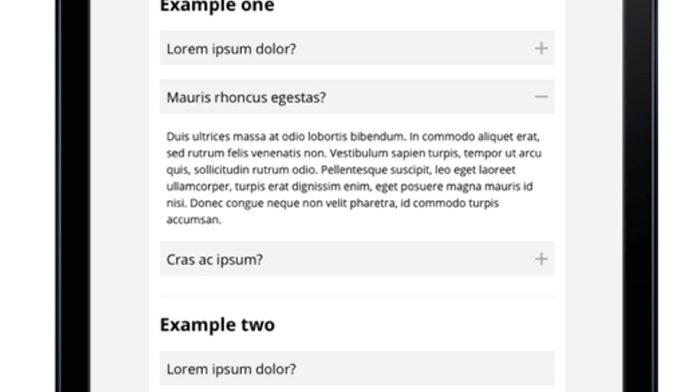 Example one
Lorem ipsum dolor?
Mauris rhoncus egestas?
Duis ultrices massa at odio lobortis bibendum. In commodo aliquet erat,
sed rutrum felis venenatis non. Vestibulum sapien turpis, tempor ut arcu
quis, sollicitudin rutrum odio. Pellentesque suscipit, leo eget laoreet
ullamcorper, turpis erat dignissim enim, eget posuere magna mauris id
nisi. Donec congue neque non velit pharetra, id commodo turpis
accumsan.
Cras ac ipsum?
Example two
Lorem ipsum dolor?